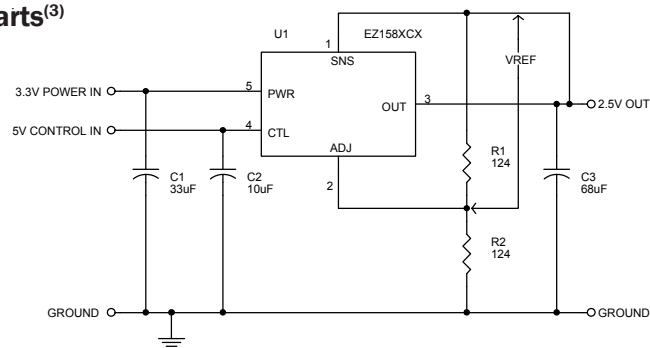 arts(3)
U1
EZ158XCX
1
SNS
VREF
3.3V POWER IN
5
PWR
OUT
3
2.5V OUT
5V CONTROL IN
4
CTL
ADJ
2
C1
33uF
C2
10uF
R1
124
C3
68uF
R2
124
GROUND
GROUND